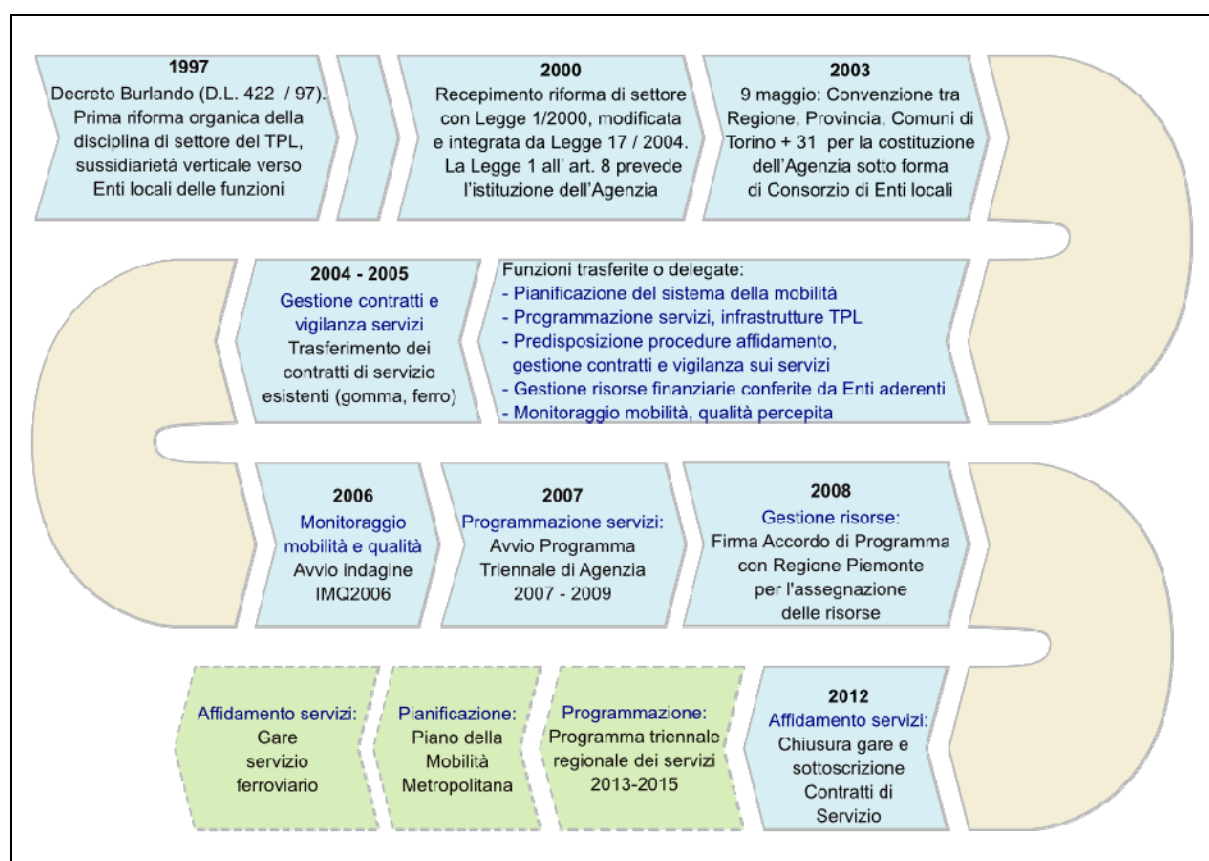 1997
Decreto Burlando (D.L. 422 / 97).
Prima riforma organica della
disciplina di settore del TPL,
sussidiarietà verticale verso
Enti locali delle funzioni
2000
Recepimento riforma di settore
con Legge 1/2000, modificata
e integrata da Legge 17 / 2004.
La Legge 1 all' art. 8 prevede
l'istituzione dell'Agenzia
2003
9 maggio: Convenzione tra
Regione, Provincia, Comuni di
Torino + 31 per la costituzione
dell'Agenzia sotto forma
di Consorzio di Enti locali
Funzioni trasferite o delegate:
- Pianificazione del sistema della mobilità
- Programmazione servizi, infrastrutture TPL
- Predisposizione procedure affidamento,
gestione contratti e vigilanza sui servizi
- Gestione risorse finanziarie conferite da Enti aderenti
- Monitoraggio mobilità, qualità percepita
2004 - 2005
Gestione contratti e
vigilanza servizi
Trasferimento dei
contratti di servizio
esistenti (gomma, ferro)
2006
Monitoraggio
mobilità e qualità
Avvio indagine
IMQ2006
2007
Programmazione servizi:
Avvio Programma
Triennale di Agenzia
2007 - 2009
2008
Gestione risorse:
Firma Accordo di Programma
con Regione Piemonte
per l'assegnazione
delle risorse
2012
Affidamento servizi:
Chiusura gare e
sottoscrizione
Contratti di
Servizio
Programmazione:
Programma triennale
regionale dei servizi
2013-2015
Pianificazione:
Piano della
Mobilità
Metropolitana
Affidamento servizi:
Gare
servizio
ferroviario